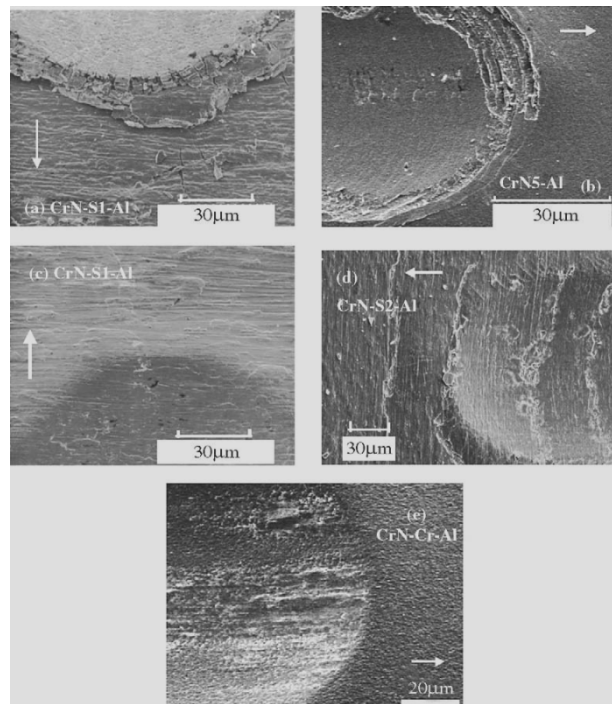 (a) CrN-S1-Al
30µm
CrN5-Al (b)
30µm
(c) CrN-S1-Al
30µm
(d)
CrN-S2-Al
30µm
(e)
CrN-Cr-Al
20µm